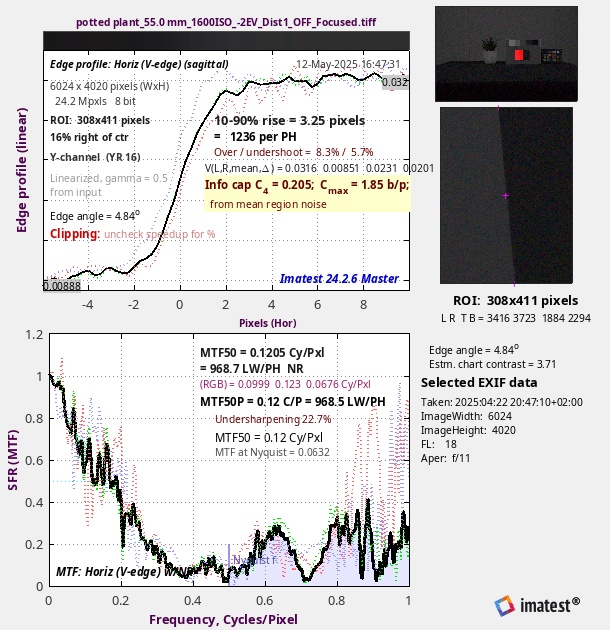 potted plant_55.0 mm_1600ISO_-2EV_Dist1_OFF_Focused.tiff
Edge profile: Horiz (V-edge) (sagittal)
12-May-2025 16:47:31
0.032
6024 x 4020 pixels (WxH)
24.2 Mpxls 8 bit
ROI: 308x411 pixels
16% right of ctr
Y-channel (YR 16)
Linearized, gamma = 0.5
from input
Edge angle = 4.84o
Clipping: uncheck speedup for %
10-90% rise = 3.25 pixels
= 1236 per PH
Over / undershoot = 8.3% / 5.7%
V(L,R,mean,Δ) = 0.0316 0.00851 0.0231 0.0201
Info cap C4 = 0.205; Cmax = 1.85 b/p;
from mean region noise
Imatest 24.2.6 Master
0.00888
Edge profile (linear)
-4 -2 0 2 4 6 8
Pixels (Hor)
ROI: 308x411 pixels
L R T B = 3416 3723 1884 2294
Edge angle = 4.84o
Estm. chart contrast = 3.71
Selected EXIF data
Taken: 2025:04:22 20:47:10+02:00
ImageWidth: 6024
ImageHeight: 4020
FL: 18
Aper: f/11
MTF50 = 0.1205 Cy/Pxl
= 968.7 LW/PH NR
(RGB) = 0.0999 0.123 0.0676 Cy/Pxl
MTF50P = 0.12 C/P = 968.5 LW/PH
Undersharpening 22.7%
MTF50 = 0.12 Cy/Pxl
MTF at Nyquist = 0.0632
Nyquist f
MTF: Horiz (V-edge)
SFR (MTF)
1.2
1
0.8
0.6
0.4
0.2
0
0 0.2 0.4 0.6 0.8 1
Frequency, Cycles/Pixel
imatest®